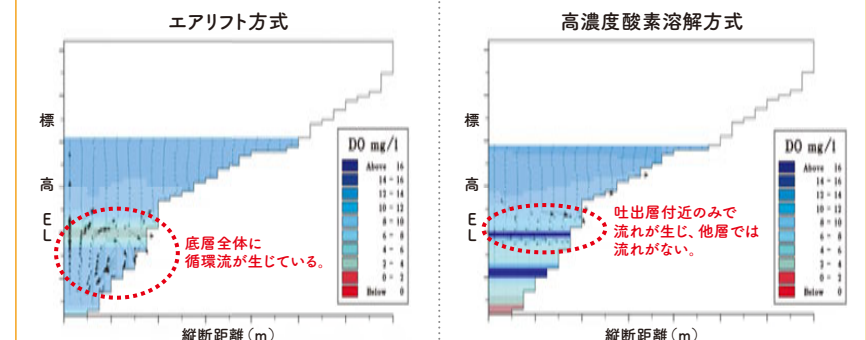 エアリフト方式
標高 EL
DO mg/l
Above 16
14 - 16
12 - 14
10 - 12
8 - 10
6 - 8
4 - 6
2 - 4
0 - 2
Below 0
底層全体に
循環流が生じている。
縦断距離(m)
高濃度酸素溶解方式
標高 EL
DO mg/l
Above 16
14 - 16
12 - 14
10 - 12
8 - 10
6 - 8
4 - 6
2 - 4
0 - 2
Below 0
吐出層付近のみで
流れが生じ、他層では
流れがない。
縦断距離(m)